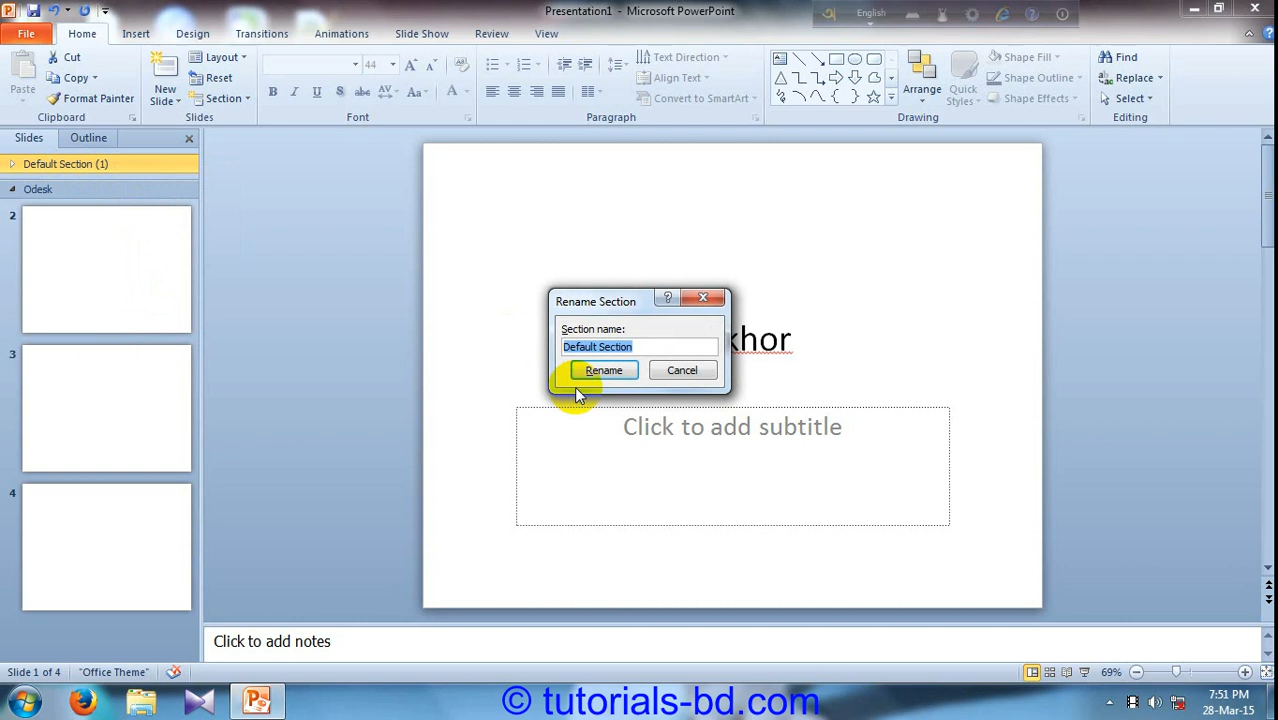 Presentation1 - Microsoft PowerPoint
English
File Home Insert Design Transitions Animations Slide Show Review View
Cut
Copy
Format Painter
Paste
Clipboard
New
Slide
Layout
Reset
Section
Slides
44
B I U S abc AV Aa A
Font
Text Direction
Align Text
Convert to SmartArt
Paragraph
Arrange
Quick
Styles
Shape Fill
Shape Outline
Shape Effects
Drawing
Find
Replace
Select
Editing
Slides Outline
Default Section (1)
Odesk
2
3
4
Rename Section
Section name:
Default Section
Rename Cancel
khor
Click to add subtitle
Click to add notes
Slide 1 of 4 "Office Theme" 69%
© tutorials-bd.com
7:51 PM
28-Mar-15